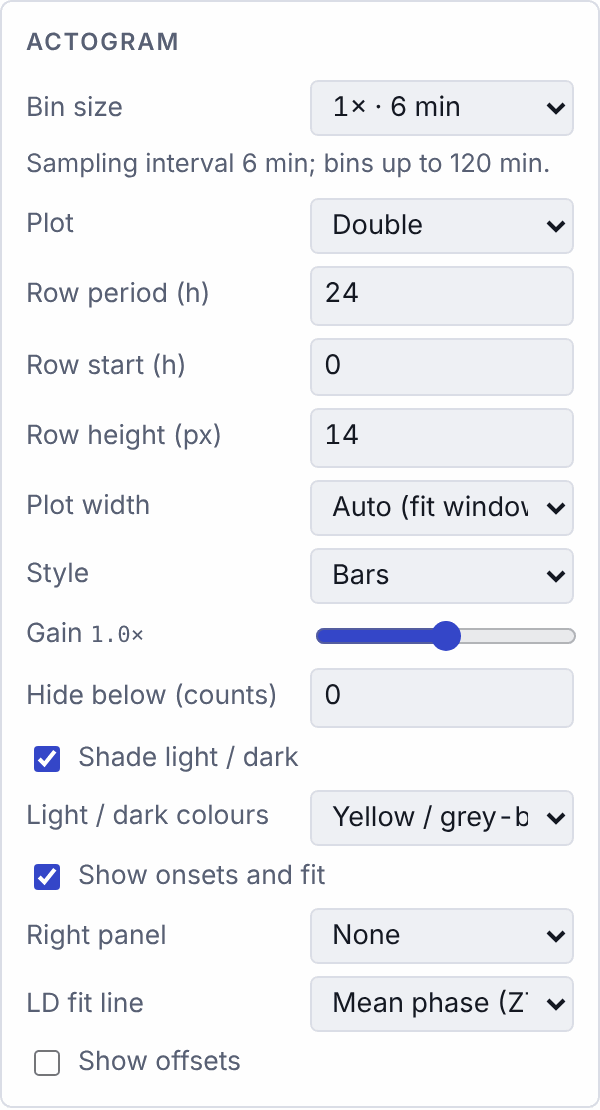 ACTOGRAM
Bin size 1× · 6 min
Sampling interval 6 min; bins up to 120 min.
Plot Double
Row period (h) 24
Row start (h) 0
Row height (px) 14
Plot width Auto (fit window
Style Bars
Gain 1.0×
Hide below (counts) 0
Shade light / dark
Light / dark colours Yellow / grey-b
Show onsets and fit
Right panel None
LD fit line Mean phase (ZT
Show offsets